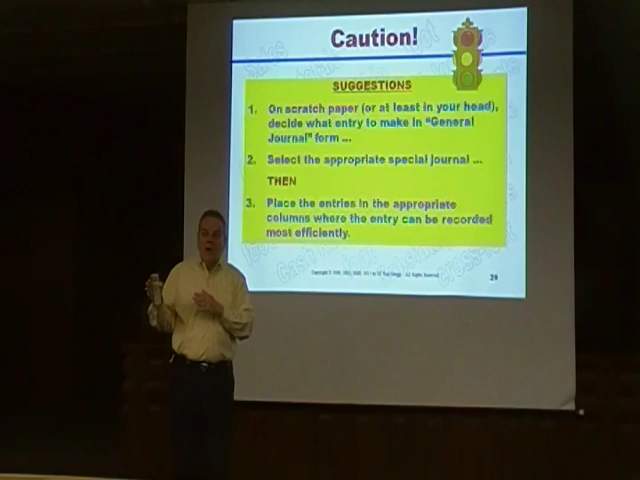 Caution!
SUGGESTIONS
1. On scratch paper (or at least in your head),
decide what entry to make in "General
Journal" form ...
2. Select the appropriate special journal ...
THEN
3. Place the entries in the appropriate
columns where the entry can be recorded
most efficiently.
39